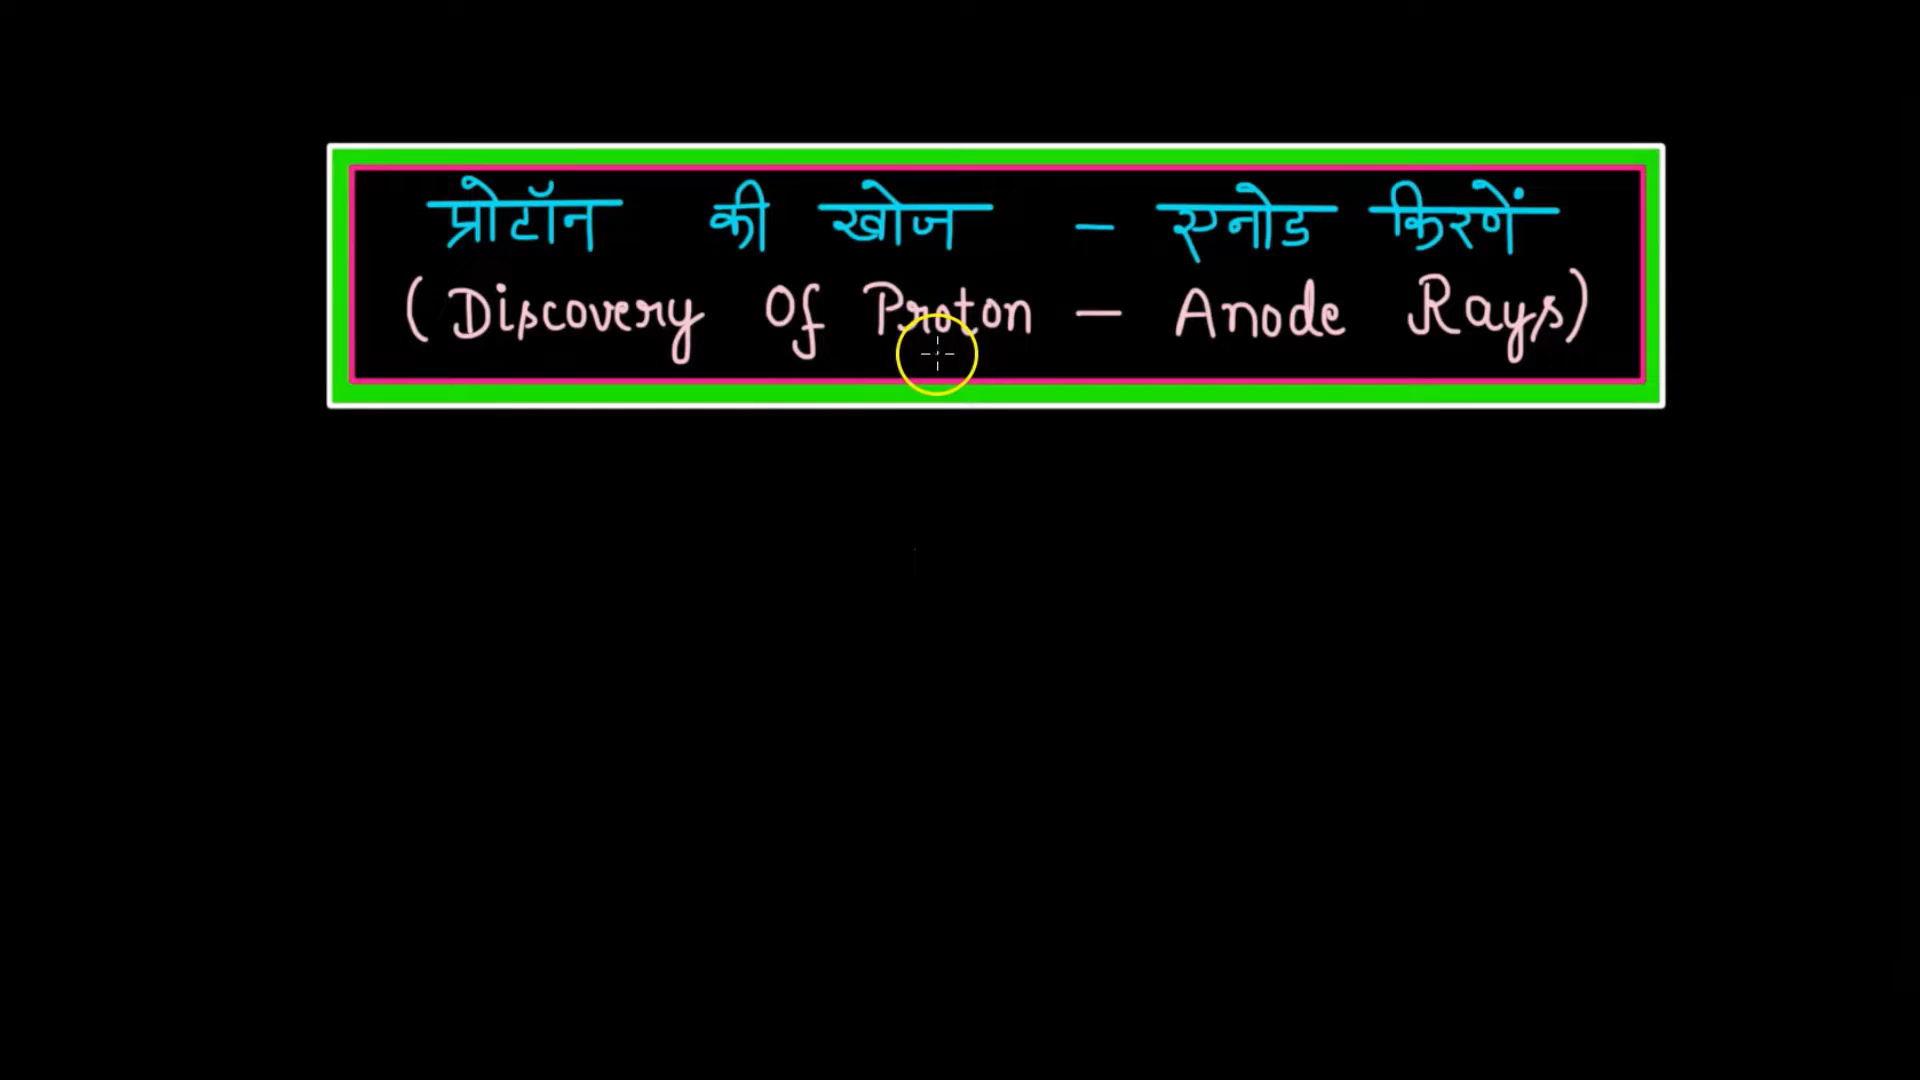 प्रोटॉन की खोज - एनोड किरणें
(Discovery Of Proton - Anode Rays)